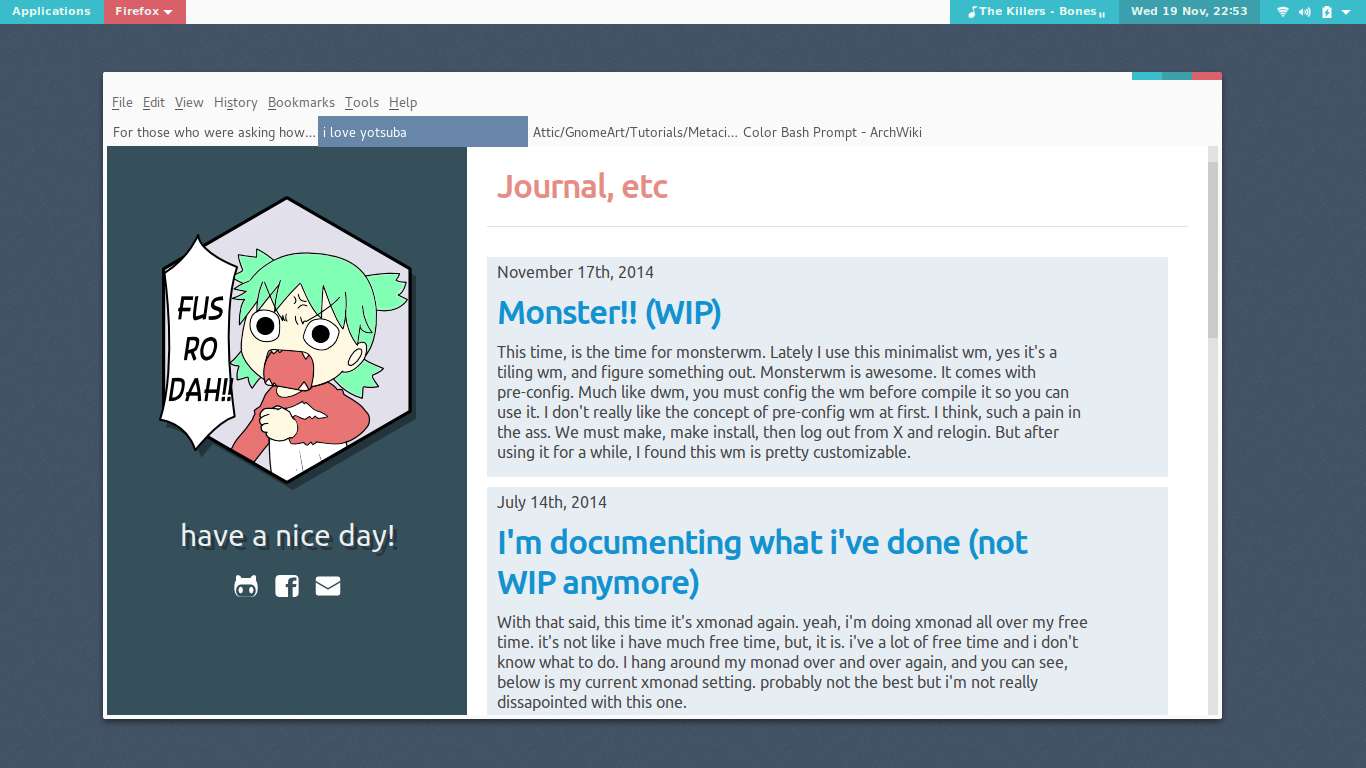 Applications
Firefox
The Killers - Bones
Wed 19 Nov, 22:53
File Edit View History Bookmarks Tools Help
For those who were asking how...
i love yotsuba
Attic/GnomeArt/Tutorials/Metaci...
Color Bash Prompt - ArchWiki
FUS
RO
DAH!!
have a nice day!
Journal, etc
November 17th, 2014
Monster!! (WIP)
This time, is the time for monsterwm. Lately I use this minimalist wm, yes it's a
tiling wm, and figure something out. Monsterwm is awesome. It comes with
pre-config. Much like dwm, you must config the wm before compile it so you can
use it. I don't really like the concept of pre-config wm at first. I think, such a pain in
the ass. We must make, make install, then log out from X and relogin. But after
using it for a while, I found this wm is pretty customizable.
July 14th, 2014
I'm documenting what i've done (not
WIP anymore)
With that said, this time it's xmonad again. yeah, i'm doing xmonad all over my free
time. it's not like i have much free time, but, it is. i've a lot of free time and i don't
know what to do. I hang around my monad over and over again, and you can see,
below is my current xmonad setting. probably not the best but i'm not really
dissapointed with this one.